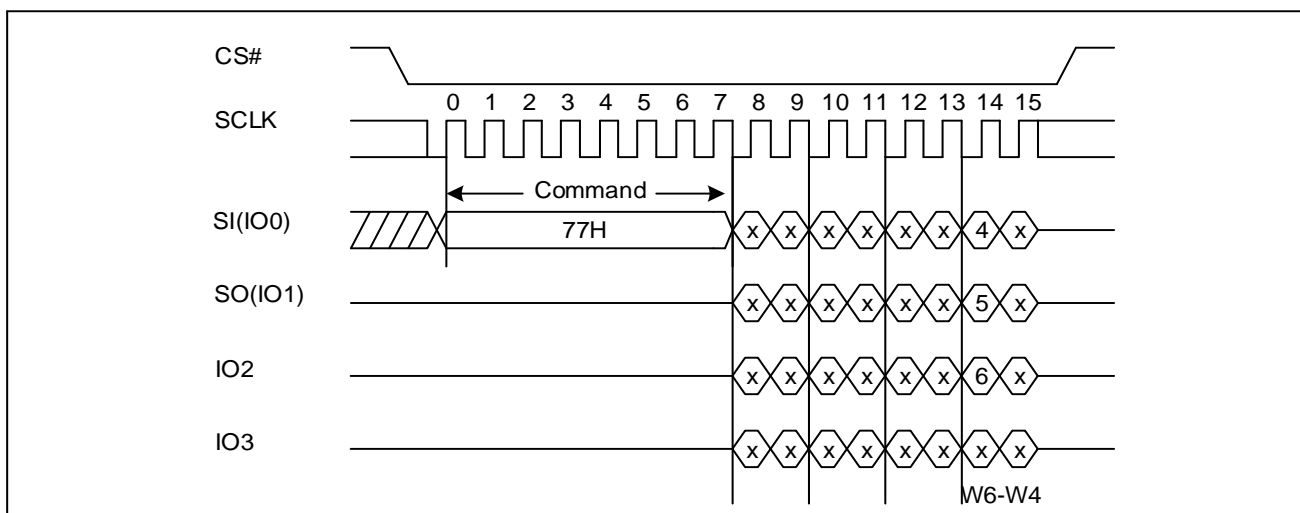 CS#
0 1 2 3 4 5 6 7 8 9 10 11 12 13 14 15
SCLK
Command
SI(IO0) 77H x x x x x x 4 x
SO(IO1) x x x x x x 5 x
IO2 x x x x x x 6 x
IO3 x x x x x x x x
W6-W4